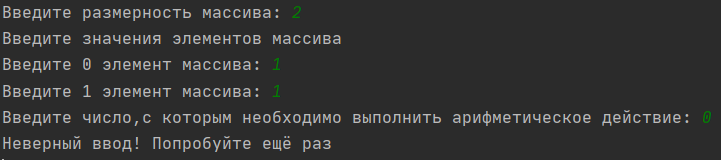 Введите размерность массива: 2
Введите значения элементов массива
Введите 0 элемент массива: 1
Введите 1 элемент массива: 1
Введите число,с которым необходимо выполнить арифметическое действие: 0
Неверный ввод! Попробуйте ещё раз